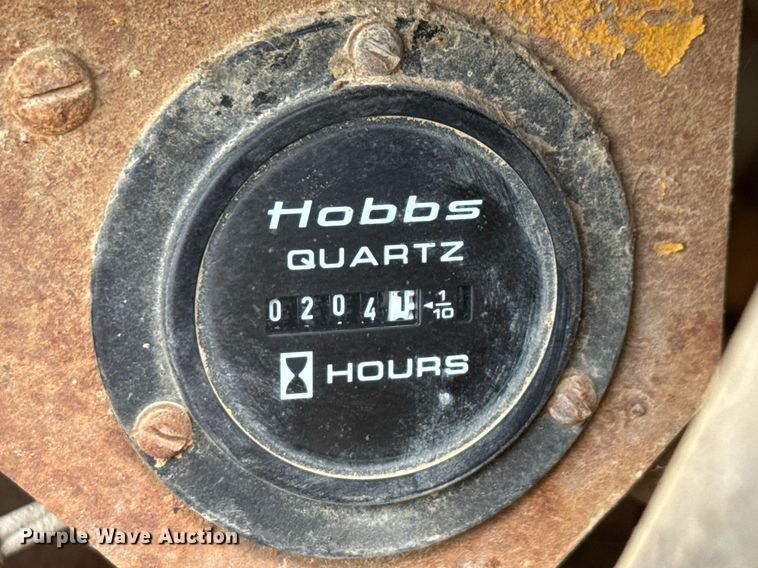 Hobbs
QUARTZ
0204 1/10
HOURS
Purple Wave Auction